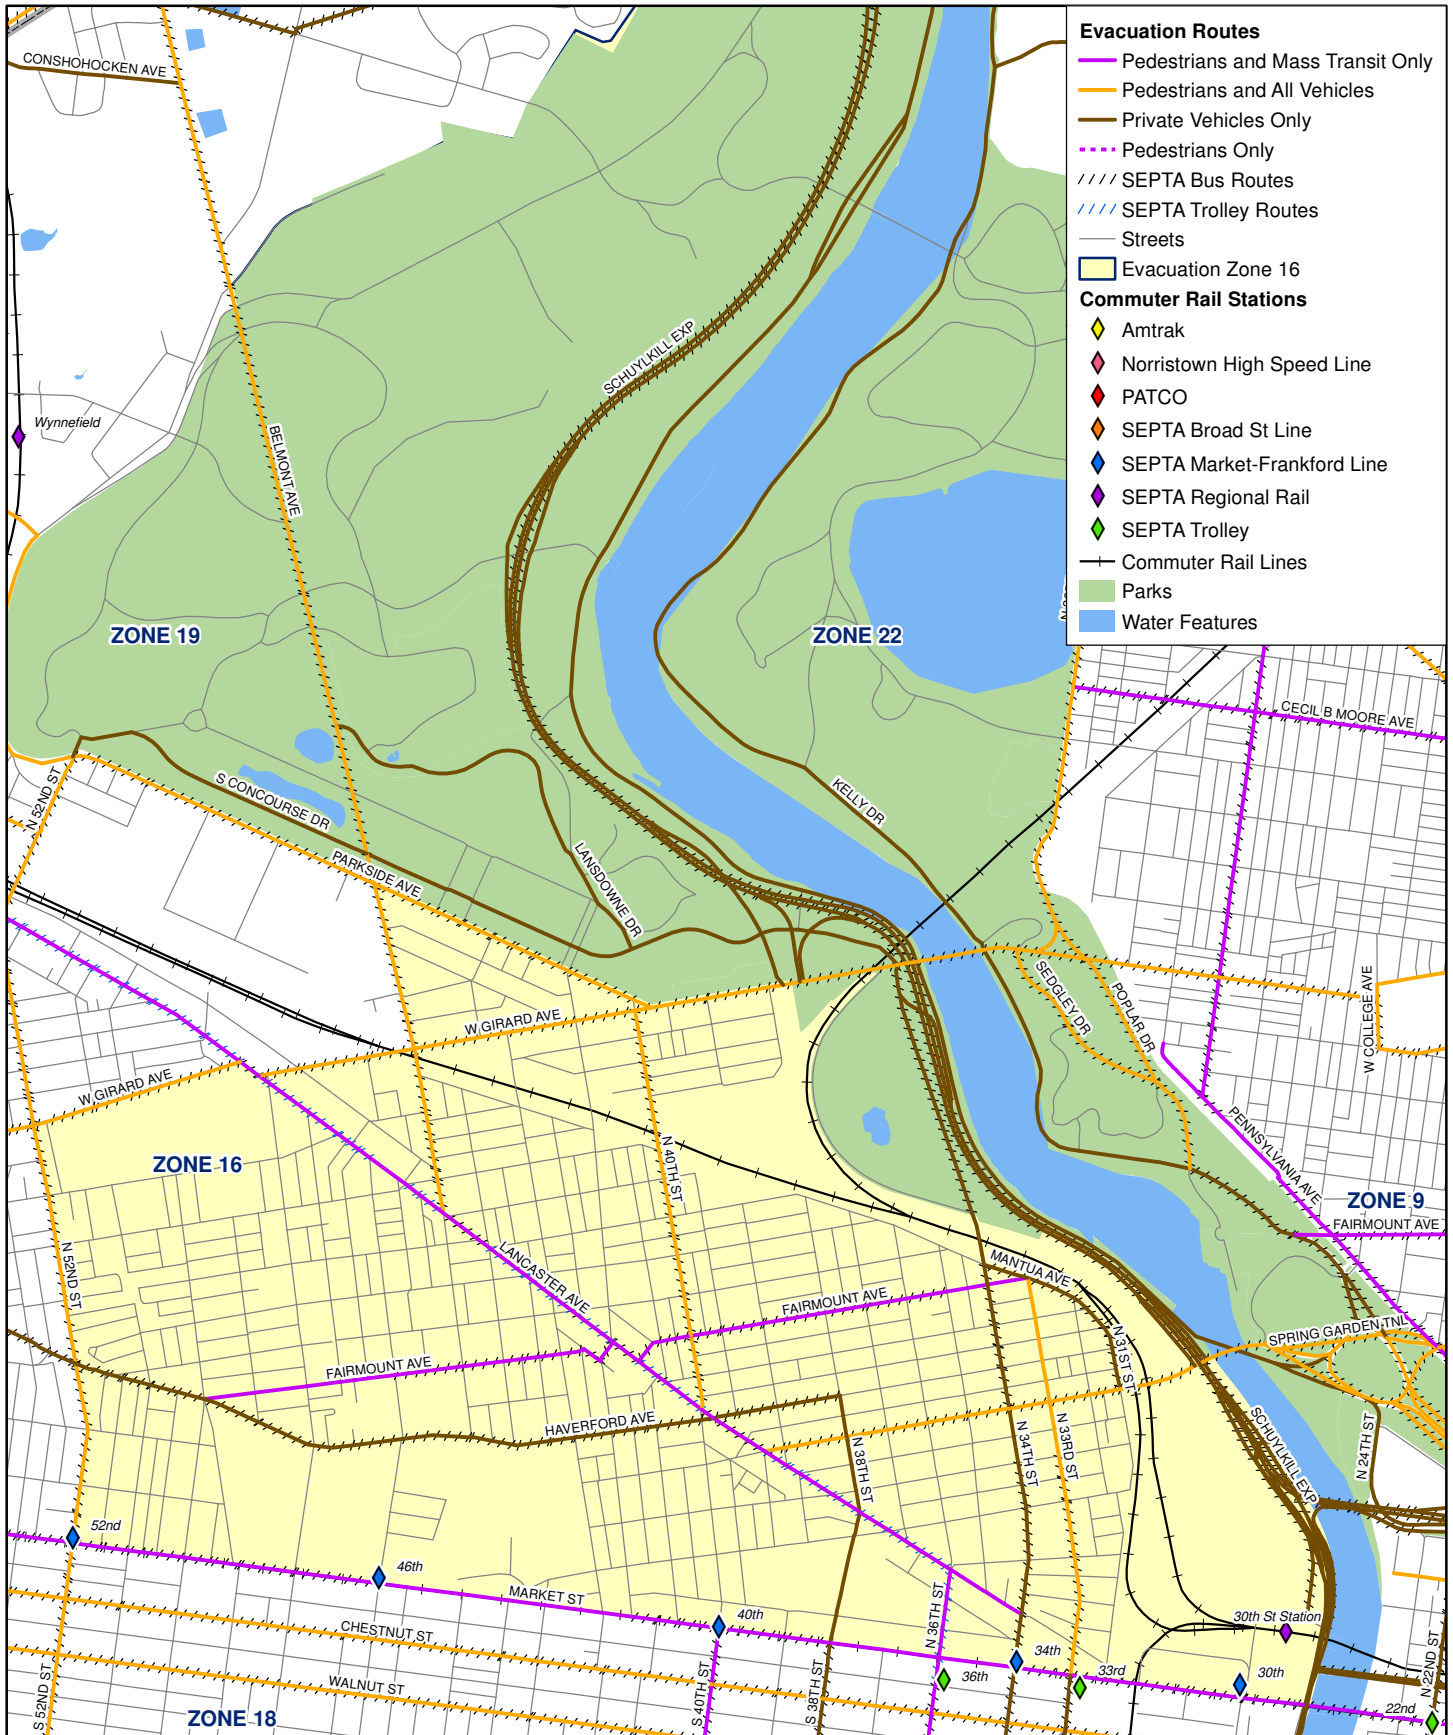 Evacuation Routes
Pedestrians and Mass Transit Only
Pedestrians and All Vehicles
Private Vehicles Only
Pedestrians Only
SEPTA Bus Routes
SEPTA Trolley Routes
Streets
Evacuation Zone 16
Commuter Rail Stations
Amtrak
Norristown High Speed Line
PATCO
SEPTA Broad St Line
SEPTA Market-Frankford Line
SEPTA Regional Rail
SEPTA Trolley
Commuter Rail Lines
Parks
Water Features
CONSHOHOCKEN AVE
SCHUYLKILL EXP
Wynnefield
BELMONT AVE
ZONE 19
ZONE 22
CECIL B MOORE AVE
N 52ND ST
S CONCOURSE DR
KELLY DR
PARKSIDE AVE
LANSDOWNE DR
SEDGLEY DR
POPLAR DR
W COLLEGE AVE
W GIRARD AVE
W GIRARD AVE
PENNSYLVANIA AVE
ZONE 16
N 40TH ST
ZONE 9
FAIRMOUNT AVE
N 52ND ST
LANCASTER AVE
MANTUA AVE
FAIRMOUNT AVE
N 31ST ST
SPRING GARDEN TNL
FAIRMOUNT AVE
HAVERFORD AVE
N 38TH ST
N 34TH ST
N 33RD ST
SCHUYLKILL EXP
N 24TH ST
52nd
46th
MARKET ST
40th
N 36TH ST
30th St Station
CHESTNUT ST
34th
33rd
36th
30th
22nd
N 22ND ST
WALNUT ST
S 52ND ST
S 40TH ST
S 38TH ST
ZONE 18